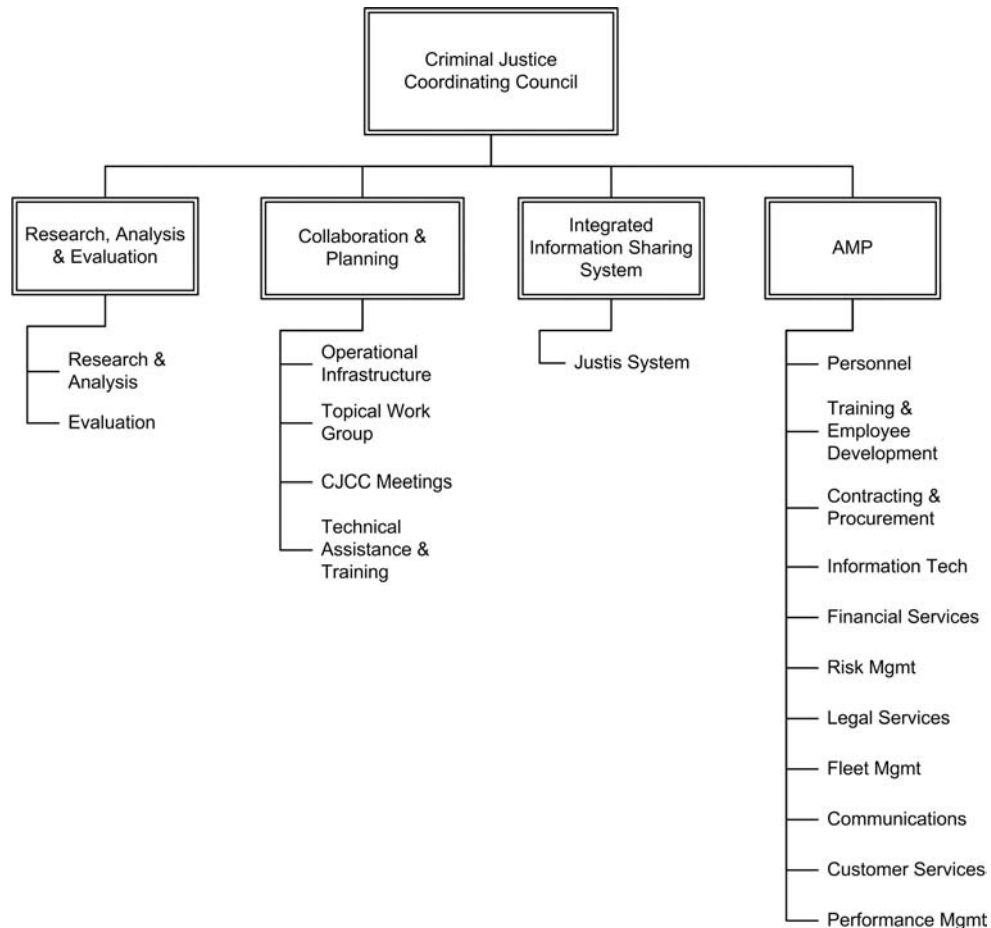 Criminal Justice
Coordinating Council
Research, Analysis
& Evaluation
Collaboration &
Planning
Integrated
Information Sharing
System
AMP
Research &
Analysis
Evaluation
Operational
Infrastructure
Topical Work
Group
CJCC Meetings
Technical
Assistance &
Training
Justis System
Personnel
Training &
Employee
Development
Contracting &
Procurement
Information Tech
Financial Services
Risk Mgmt
Legal Services
Fleet Mgmt
Communications
Customer Services
Performance Mgmt